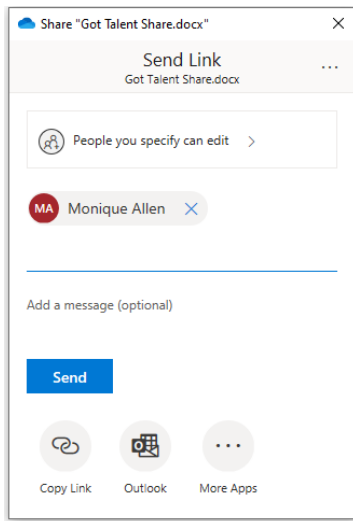 Share "Got Talent Share.docx"
Send Link
Got Talent Share.docx
People you specify can edit
MA Monique Allen
Add a message (optional)
Send
Copy Link Outlook More Apps